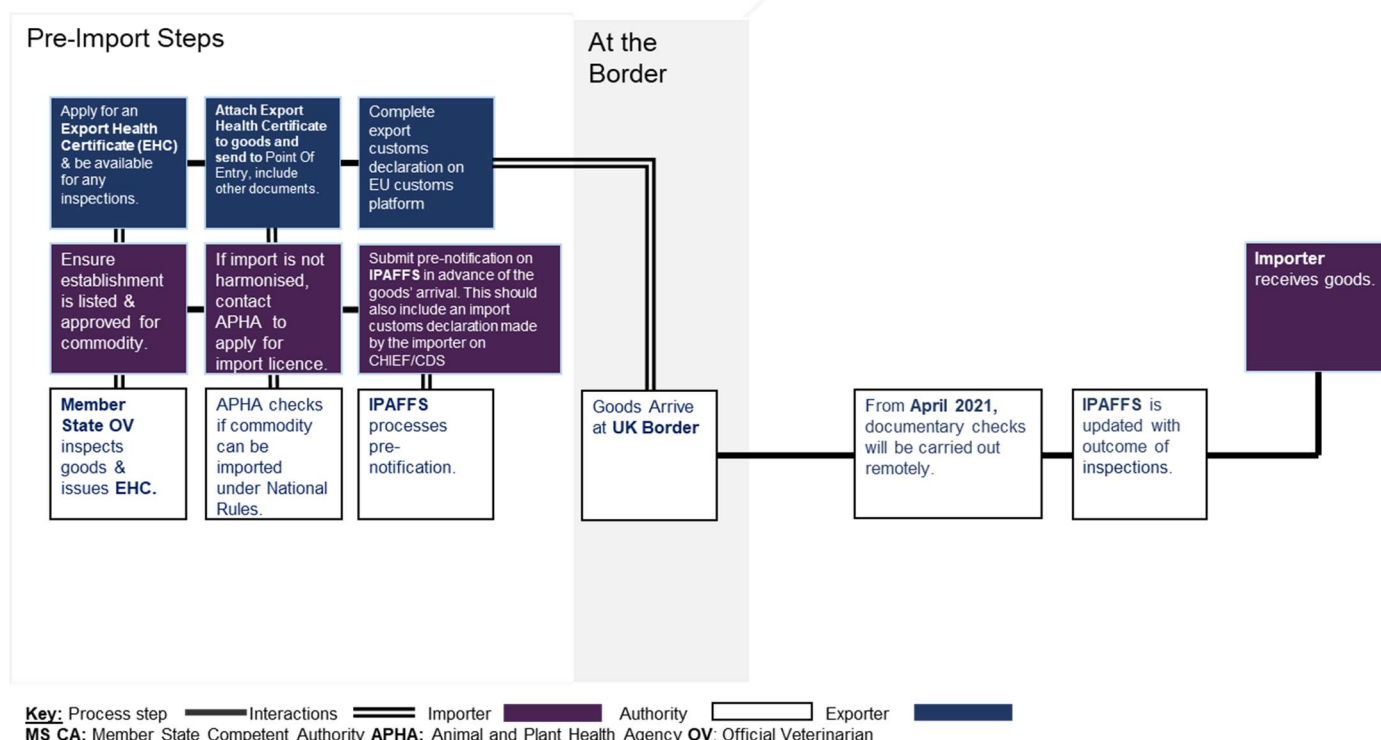 Pre-Import Steps
At the
Border
Apply for an
Export Health
Certificate (EHC)
& be available
for any
inspections.
Attach Export
Health Certificate
to goods and
send to Point Of
Entry, include
other documents.
Complete
export
customs
declaration on
EU customs
platform
Ensure
establishment
is listed &
approved for
commodity.
If import is not
harmonised,
contact
APHA to
apply for
import licence.
Submit pre-notification on
IPAFFS in advance of the
goods' arrival. This should
also include an import
customs declaration made
by the importer on
CHIEF/CDS
Importer
receives goods.
Member
State OV
inspects
goods &
issues EHC.
APHA checks
if commodity
can be
imported
under National
Rules.
IPAFFS
processes
pre-
notification.
Goods Arrive
at UK Border
From April 2021,
documentary checks
will be carried out
remotely.
IPAFFS is
updated with
outcome of
inspections.
Key: Process step Interactions Importer Authority Exporter
MS CA: Member State Competent Authority APHA: Animal and Plant Health Agency OV: Official Veterinarian